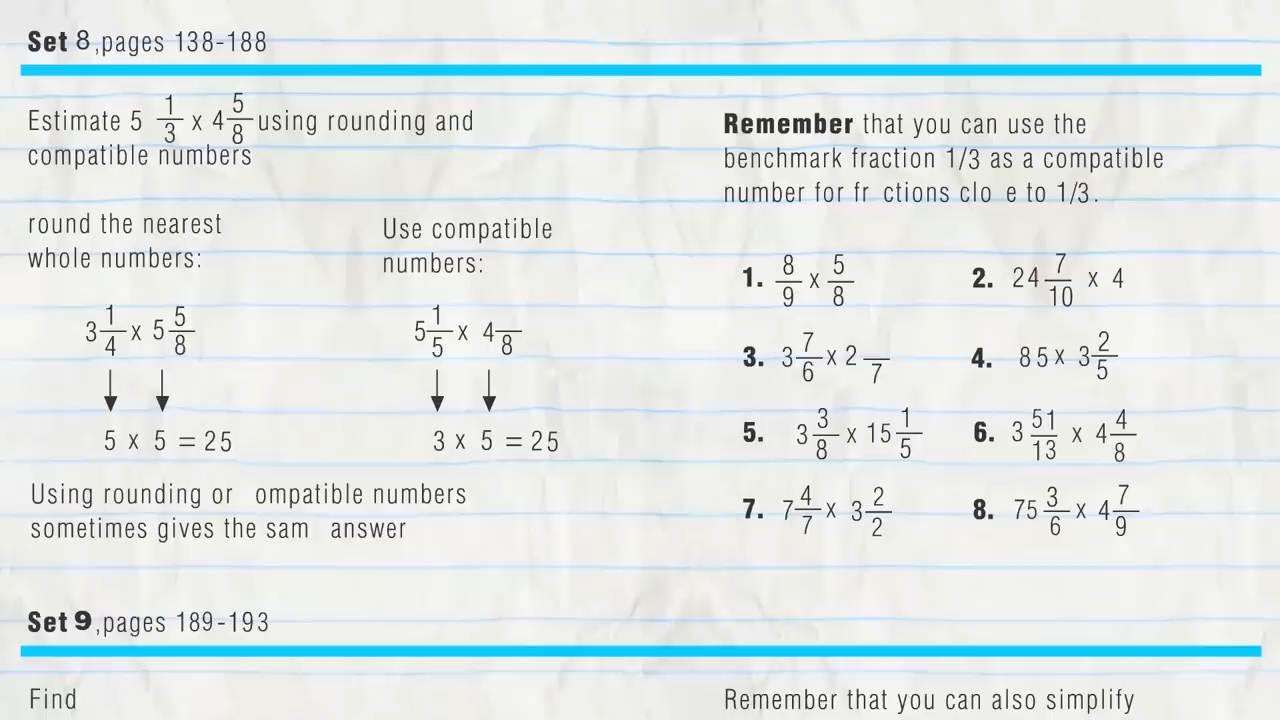 Set 8,pages 138-188
Estimate 5 1/3 x 4 5/8 using rounding and
compatible numbers
round the nearest
whole numbers:
3 1/4 x 5 5/8
5 x 5 = 25
Use compatible
numbers:
5 1/5 x 4 /8
3 x 5 = 25
Using rounding or ompatible numbers
sometimes gives the sam answer
Remember that you can use the
benchmark fraction 1/3 as a compatible
number for fr ctions clo e to 1/3.
1. 8/9 x 5/8
2. 24 7/10 x 4
3. 3 7/6 x 2 /7
4. 85 x 3 2/5
5. 3 3/8 x 15 1/5
6. 3 51/13 x 4 4/8
7. 7 4/7 x 3 2/2
8. 75 3/6 x 4 7/9
Set 9,pages 189-193
Find
Remember that you can also simplify